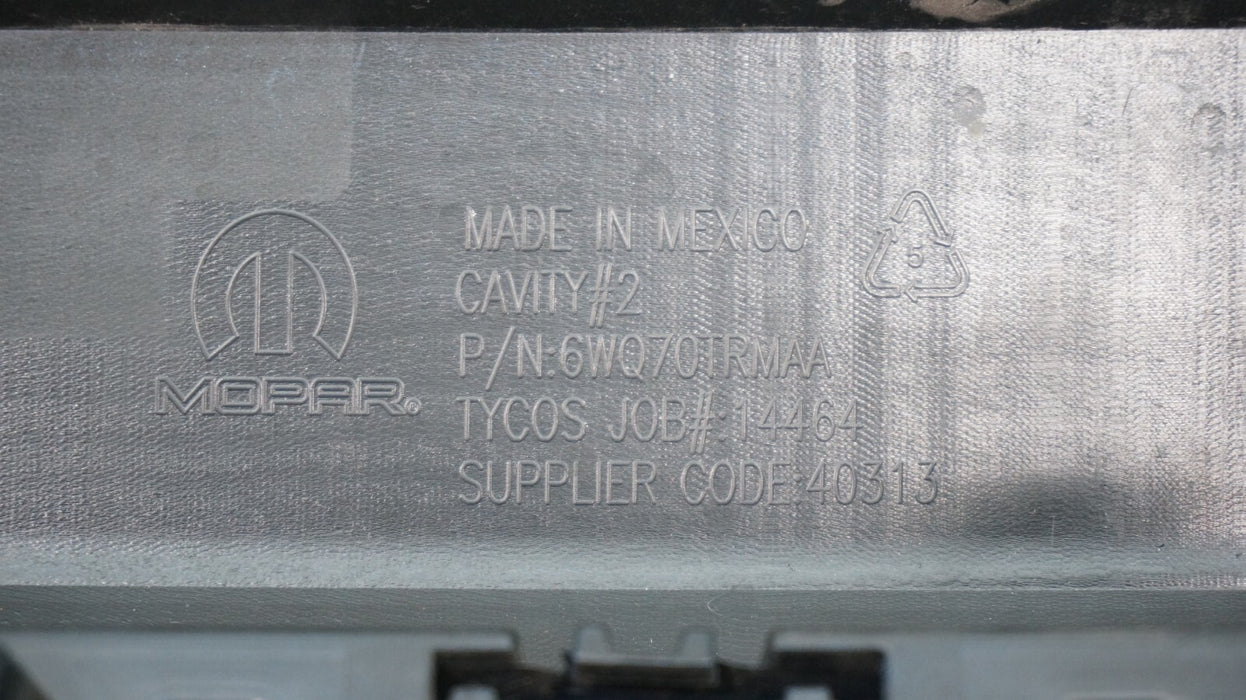 MADE IN MEXICO
5
CAVITY#2
P/N:6WQ70TRMAA
TYCOS JOB#:14464
SUPPLIER CODE:40313
MOPAR®